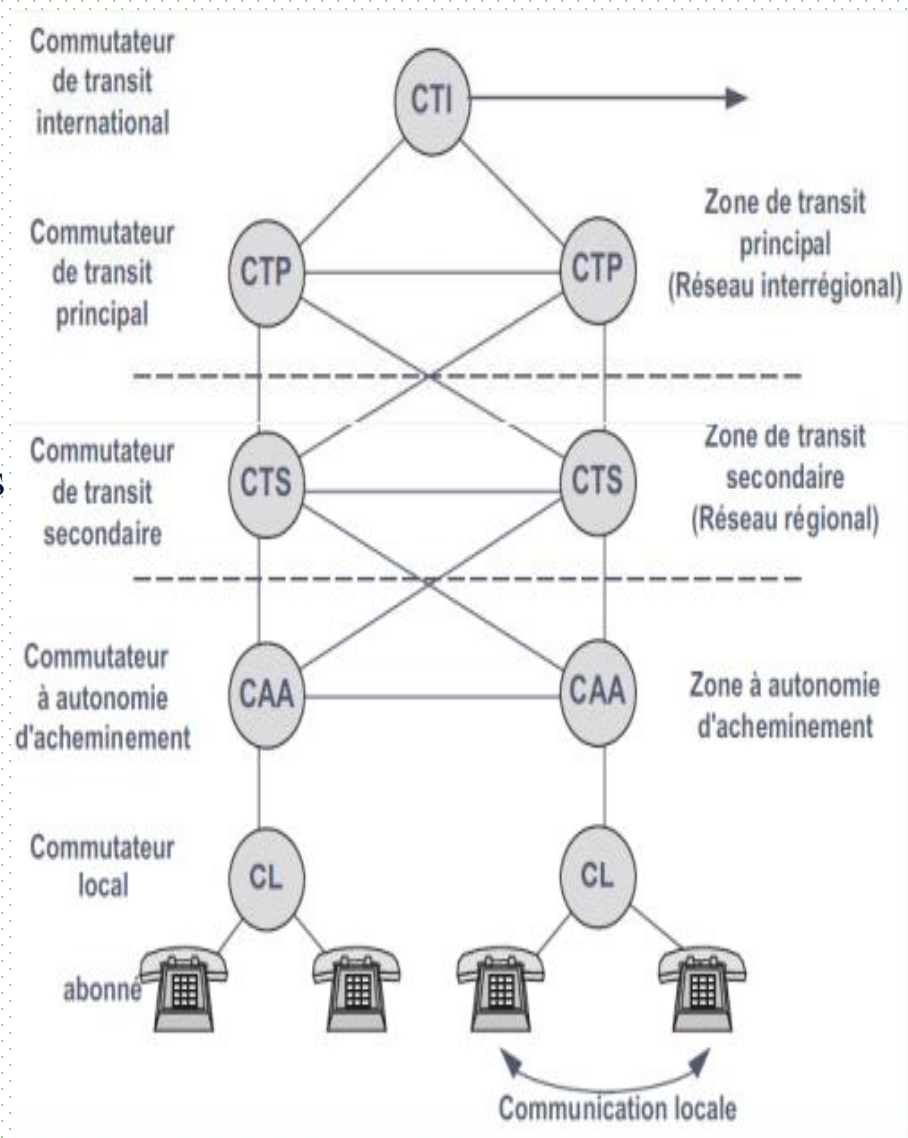 Commutateur
de transit
international
CTI
Commutateur
de transit
principal
CTP
CTP
Zone de transit
principal
(Réseau interrégional)
Commutateur
de transit
secondaire
s
CTS
CTS
Zone de transit
secondaire
(Réseau régional)
Commutateur
à autonomie
d'acheminement
CAA
CAA
Zone à autonomie
d'acheminement
Commutateur
local
CL
CL
abonné
Communication locale